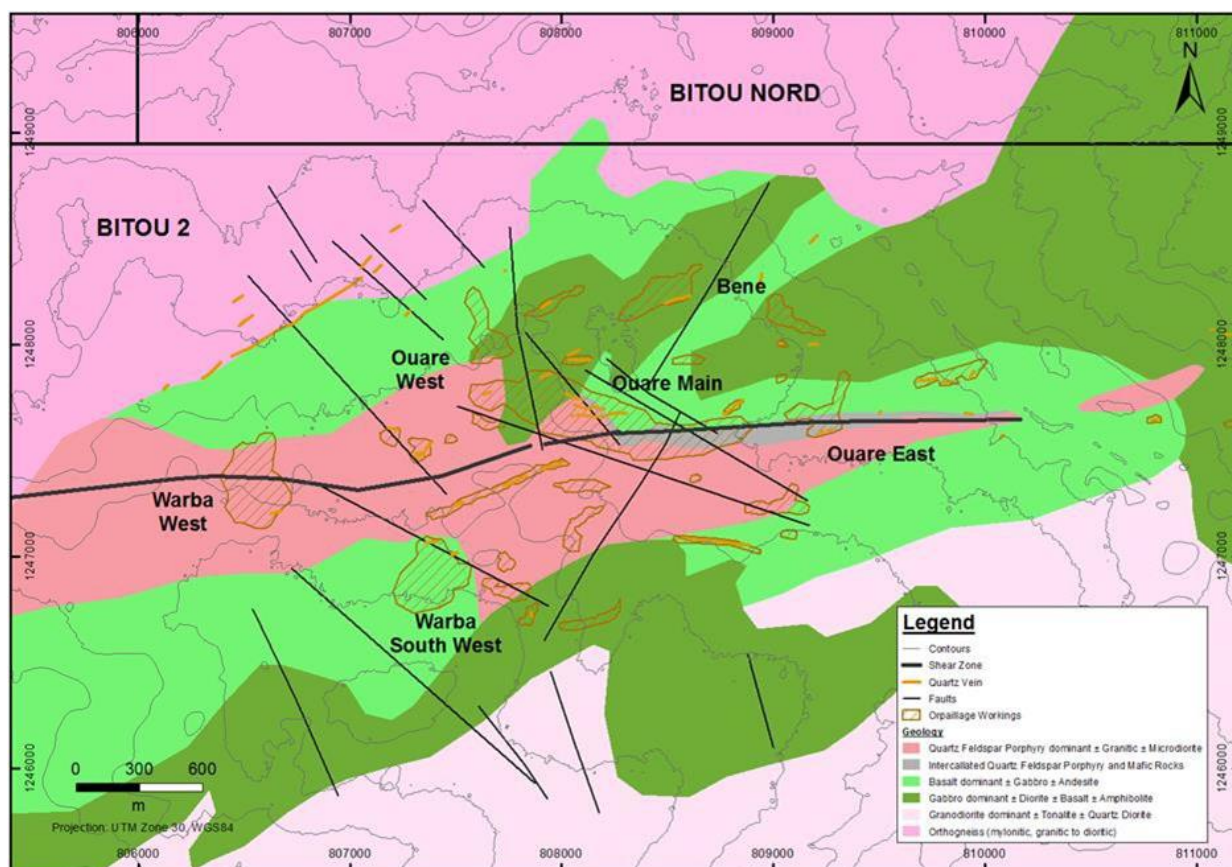 806000 807000 808000 809000 810000 811000
N
BITOU NORD
1249000 1249000
BITOU 2
Bene
1248000 1248000
Ouare
West
Ouare Main
Ouare East
Warba
West
1247000 1247000
Warba
South West
Legend
Contours
Shear Zone
Quartz Vein
Faults
Orpaillage Workings
Geology
Quartz Feldspar Porphyry dominant ± Granitic ± Microdiorite
Intercallated Quartz Feldspar Porphyry and Mafic Rocks
Basalt dominant ± Gabbro ± Andesite
Gabbro dominant ± Diorite ± Basalt ± Amphibolite
Granodiorite dominant ± Tonalite ± Quartz Diorite
Orthogneiss (mylonitic, granitic to dioritic)
1246000 1246000
0 300 600
m
Projection: UTM Zone 30, WGS84
806000 807000 808000 809000 810000 811000